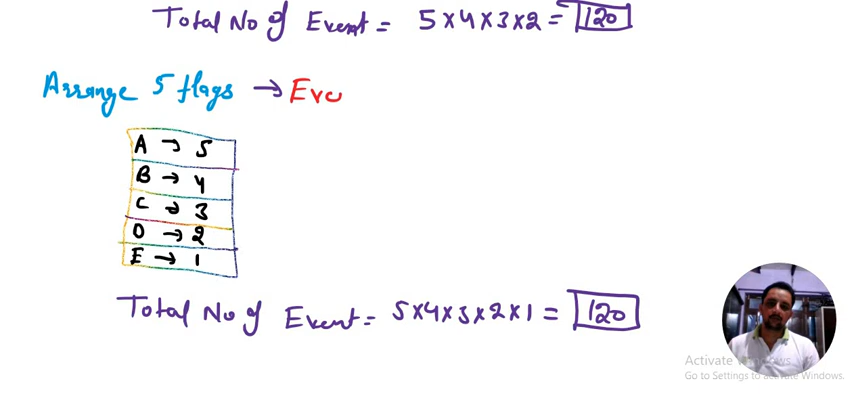 Total No of Event = 5×4×3×2 = 120
Arrange 5 flags → Eve
A → 5
B → 4
C → 3
D → 2
E → 1
Total No of Event = 5×4×3×2×1 = 120
Activate Windows
Go to Settings to activate Windows.